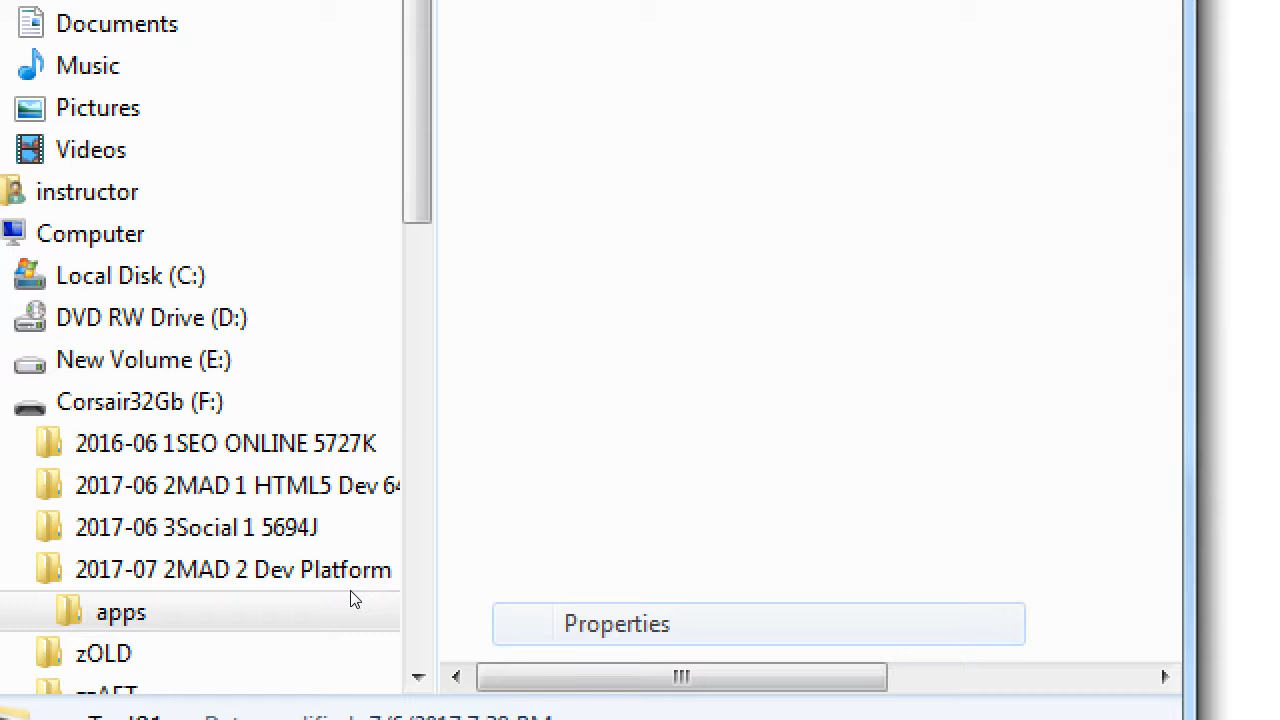 Documents
Music
Pictures
Videos
instructor
Computer
Local Disk (C:)
DVD RW Drive (D:)
New Volume (E:)
Corsair32Gb (F:)
2016-06 1SEO ONLINE 5727K
2017-06 2MAD 1 HTML5 Dev 64
2017-06 3Social 1 5694J
2017-07 2MAD 2 Dev Platform
apps
Properties
zOLD